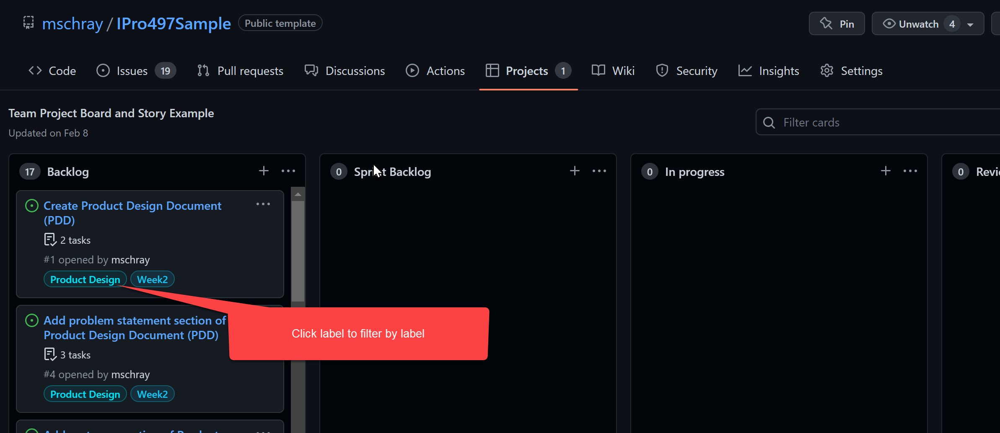 mschray / IPro497Sample Public template Pin Unwatch 4
Code Issues 19 Pull requests Discussions Actions Projects 1 Wiki Security Insights Settings
Team Project Board and Story Example
Updated on Feb 8
Filter cards
17 Backlog
0 Sprint Backlog
0 In progress
0
Create Product Design Document
(PDD)
2 tasks
#1 opened by mschray
Product Design Week2
Add problem statement section of
Product Design Document (PDD)
3 tasks
#4 opened by mschray
Product Design Week2
Click label to filter by label